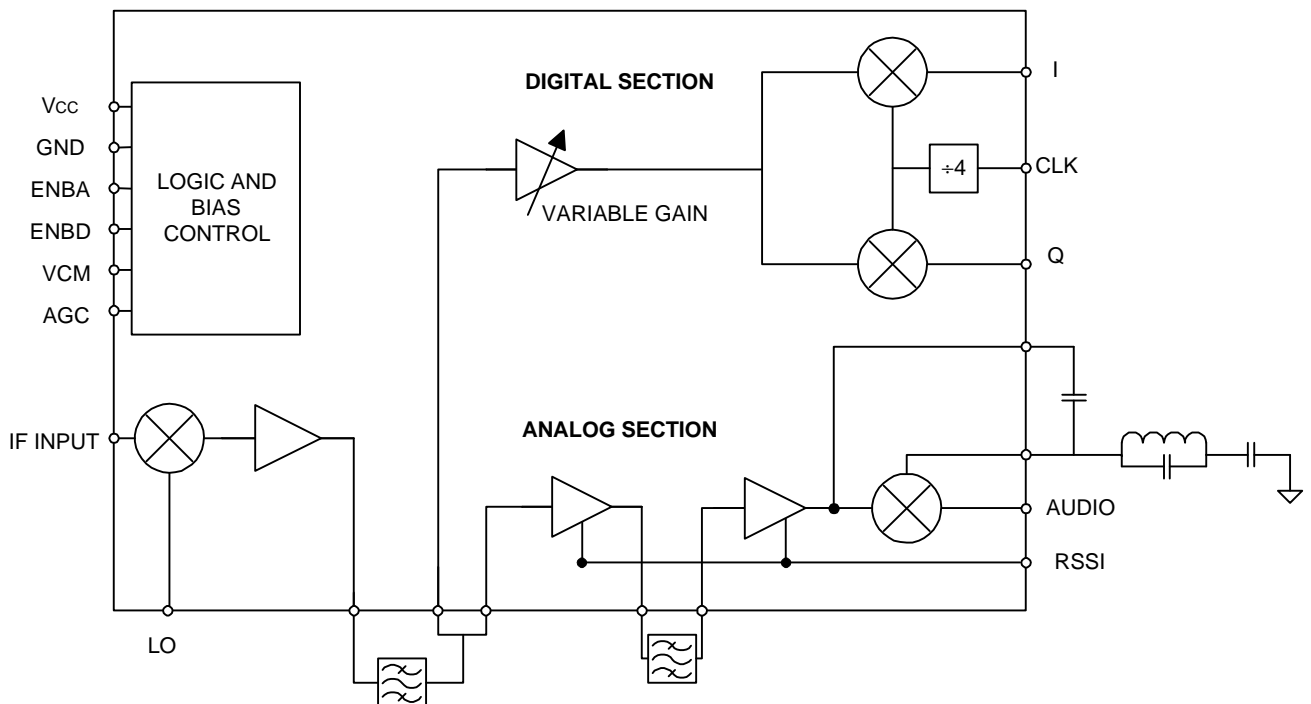 DIGITAL SECTION
I
Vcc
GND
ENBA
ENBD
VCM
AGC
LOGIC AND
BIAS
CONTROL
÷4
CLK
VARIABLE GAIN
Q
IF INPUT
ANALOG SECTION
AUDIO
RSSI
LO